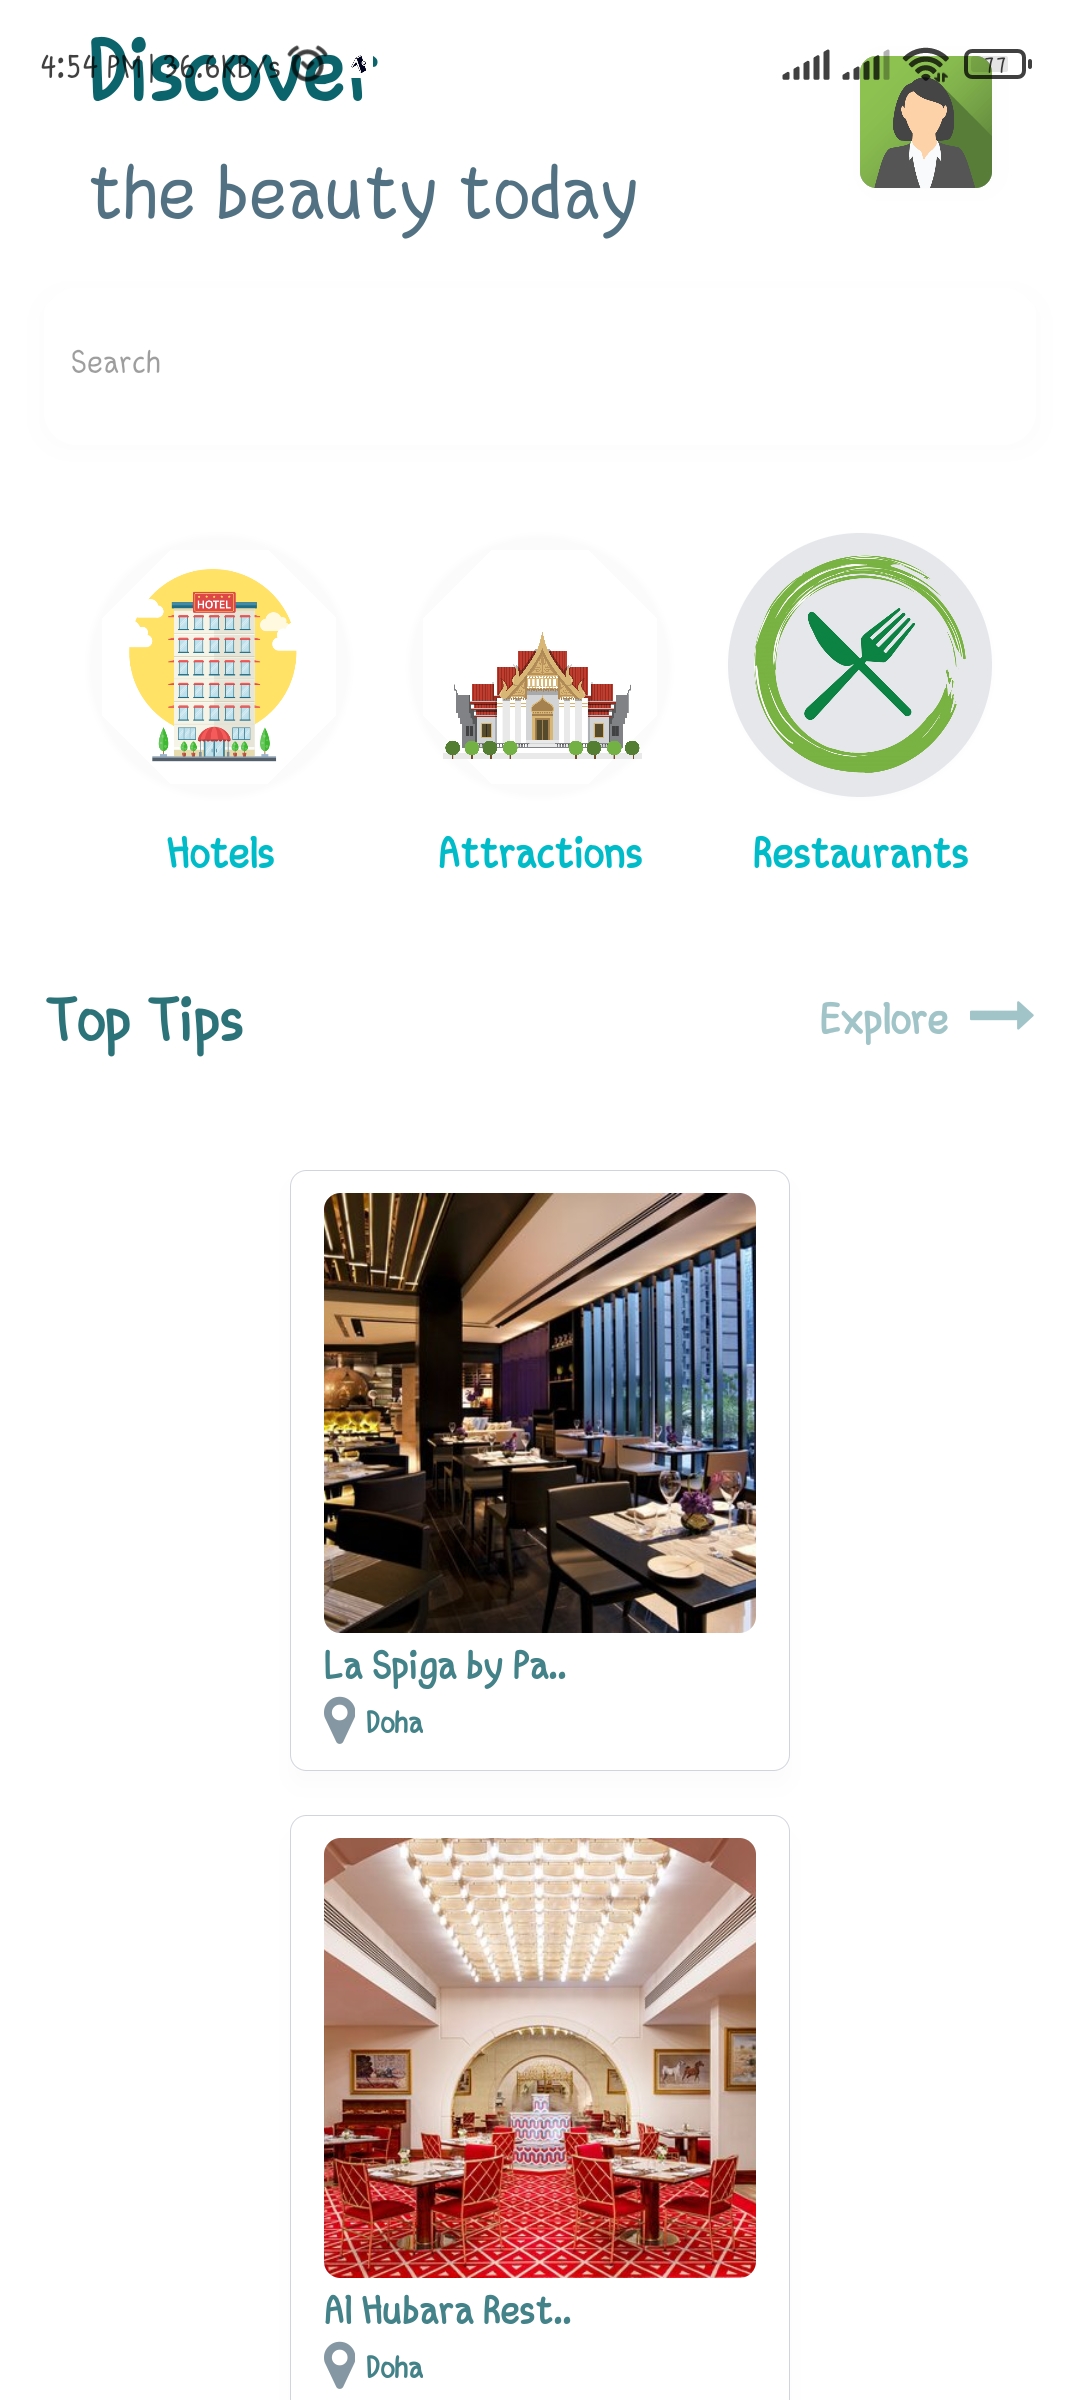 4:54 PM | 36.6KB/s
77
Discover
the beauty today
Search
HOTEL
Hotels
Attractions
Restaurants
Top Tips
Explore
La Spiga by Pa..
Doha
Al Hubara Rest..
Doha